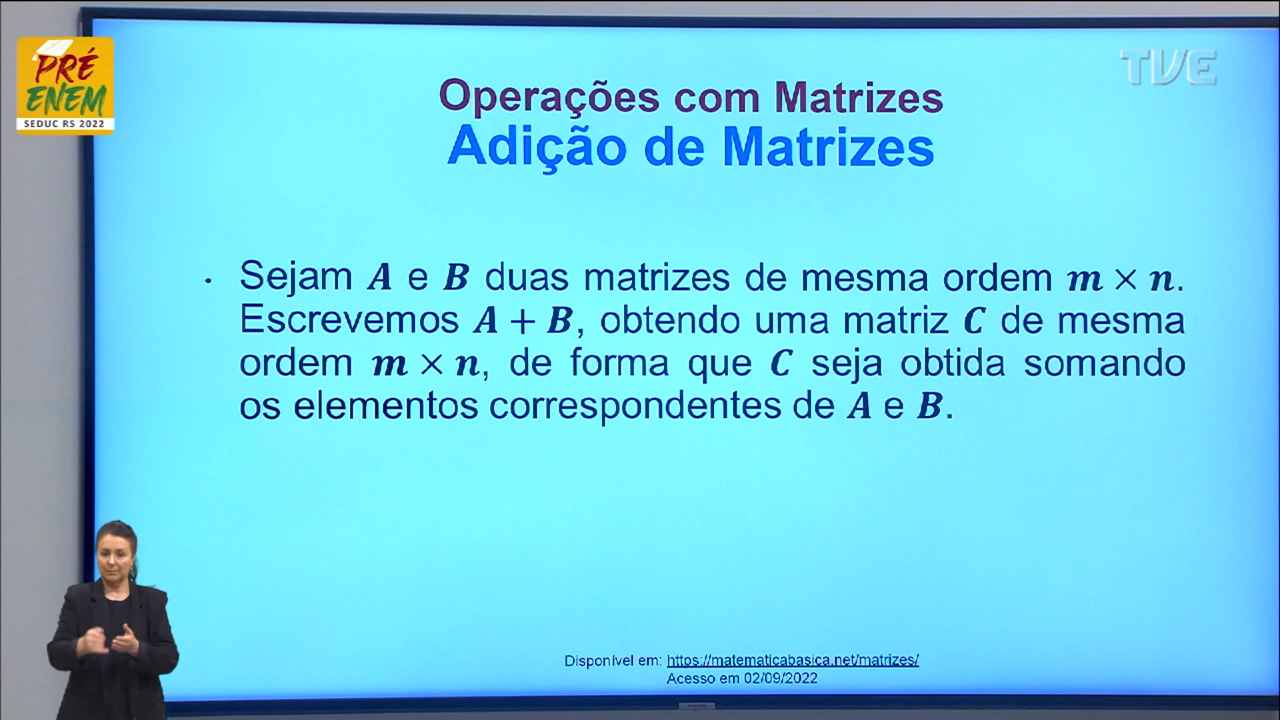 PRÉ
ENEM
SEDUC RS 2022
TVE
Operações com Matrizes
Adição de Matrizes
• Sejam A e B duas matrizes de mesma ordem m × n.
Escrevemos A + B, obtendo uma matriz C de mesma
ordem m × n, de forma que C seja obtida somando
os elementos correspondentes de A e B.
Disponível em: https://matematicabasica.net/matrizes/
Acesso em 02/09/2022